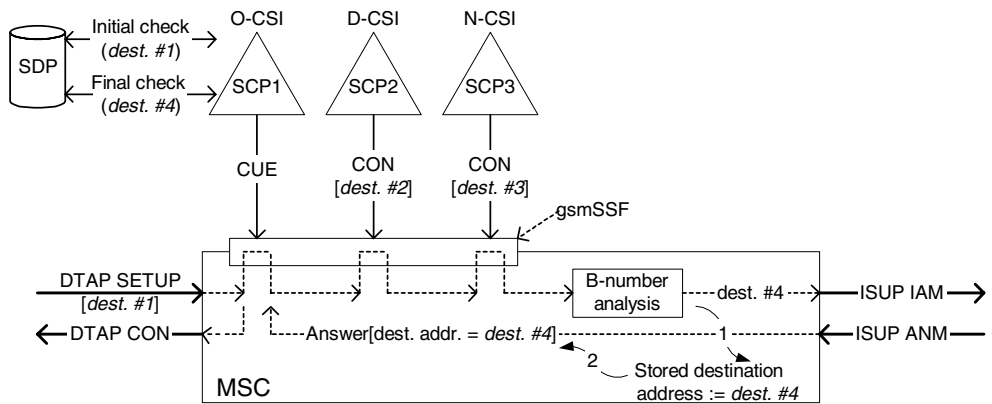 O-CSI
D-CSI
N-CSI
Initial check
(dest. #1)
SDP
Final check
(dest. #4)
SCP1
SCP2
SCP3
CUE
CON
[dest. #2]
CON
[dest. #3]
gsmSSF
DTAP SETUP
[dest. #1]
B-number
analysis
dest. #4
ISUP IAM
DTAP CON
Answer[dest. addr. = dest. #4]
1
ISUP ANM
2
Stored destination
address := dest. #4
MSC